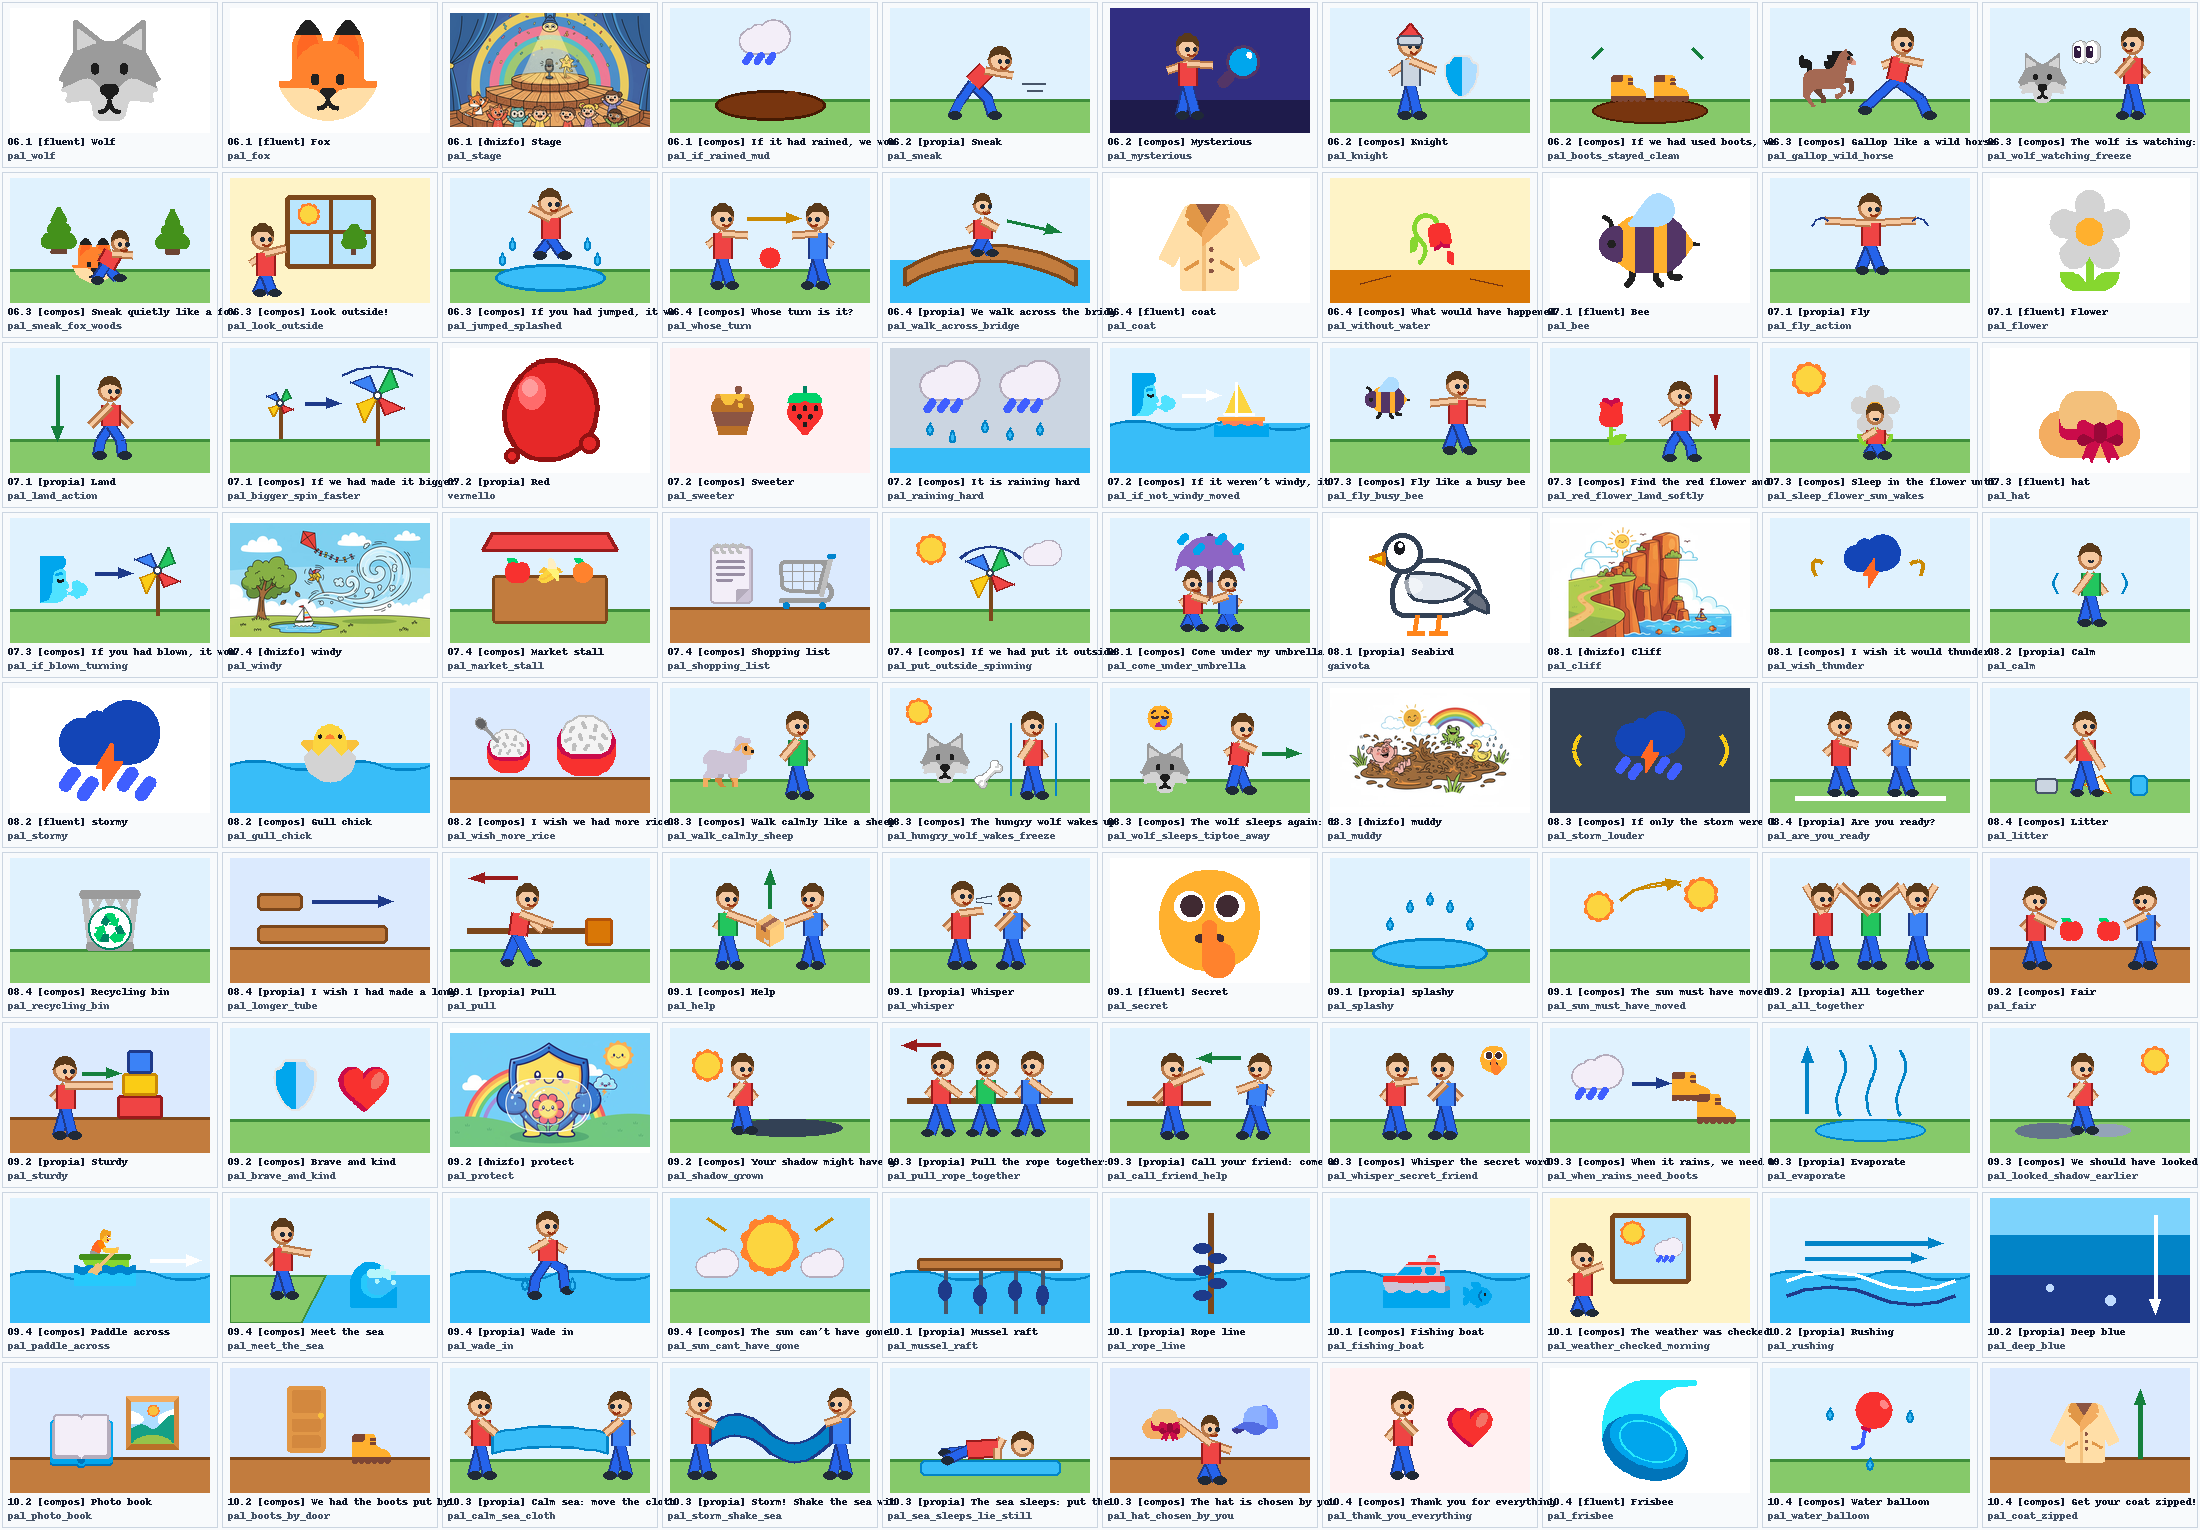 06.1 [fluent] Wolf
pal_wolf
06.1 [fluent] Fox
pal_fox
06.1 [dnizfo] Stage
pal_stage
06.1 [compos] If it had rained, we wou
pal_if_rained_mud
06.2 [propia] Sneak
pal_sneak
06.2 [compos] Mysterious
pal_mysterious
06.2 [compos] Knight
pal_knight
06.2 [compos] If we had used boots, we
pal_boots_stayed_clean
06.3 [compos] Gallop like a wild horse
pal_gallop_wild_horse
06.3 [compos] The wolf is watching:
pal_wolf_watching_freeze
06.3 [compos] Sneak quietly like a fo
pal_sneak_fox_woods
06.3 [compos] Look outside!
pal_look_outside
06.3 [compos] If you had jumped, it wo
pal_jumped_splashed
06.4 [compos] Whose turn is it?
pal_whose_turn
06.4 [propia] We walk across the bridg
pal_walk_across_bridge
06.4 [fluent] coat
pal_coat
06.4 [compos] What would have happened
pal_without_water
07.1 [fluent] Bee
pal_bee
07.1 [propia] Fly
pal_fly_action
07.1 [fluent] Flower
pal_flower
07.1 [propia] Land
pal_land_action
07.1 [compos] If we had made it bigger
pal_bigger_spin_faster
07.2 [propia] Red
vermello
07.2 [compos] Sweeter
pal_sweeter
07.2 [compos] It is raining hard
pal_raining_hard
07.2 [compos] If it weren't windy, it
pal_if_not_windy_moved
07.3 [compos] Fly like a busy bee
pal_fly_busy_bee
07.3 [compos] Find the red flower and
pal_red_flower_land_softly
07.3 [compos] Sleep in the flower unti
pal_sleep_flower_sun_wakes
07.3 [fluent] hat
pal_hat
07.3 [compos] If you had blown, it wou
pal_if_blown_turning
07.4 [dnizfo] windy
pal_windy
07.4 [compos] Market stall
pal_market_stall
07.4 [compos] Shopping list
pal_shopping_list
07.4 [compos] If we had put it outside
pal_put_outside_spinning
08.1 [compos] Come under my umbrella
pal_come_under_umbrella
08.1 [propia] Seabird
gaivota
08.1 [dnizfo] Cliff
pal_cliff
08.1 [compos] I wish it would thunder
pal_wish_thunder
08.2 [propia] Calm
pal_calm
08.2 [fluent] stormy
pal_stormy
08.2 [compos] Gull chick
pal_gull_chick
08.2 [compos] I wish we had more rice
pal_wish_more_rice
08.3 [compos] Walk calmly like a sheep
pal_walk_calmly_sheep
08.3 [compos] The hungry wolf wakes up
pal_hungry_wolf_wakes_freeze
08.3 [compos] The wolf sleeps again:
pal_wolf_sleeps_tiptoe_away
08.3 [dnizfo] muddy
pal_muddy
08.3 [compos] If only the storm were
pal_storm_louder
08.4 [propia] Are you ready?
pal_are_you_ready
08.4 [compos] Litter
pal_litter
08.4 [compos] Recycling bin
pal_recycling_bin
08.4 [propia] I wish I had made a long
pal_longer_tube
09.1 [propia] Pull
pal_pull
09.1 [compos] Help
pal_help
09.1 [propia] Whisper
pal_whisper
09.1 [fluent] Secret
pal_secret
09.1 [propia] splashy
pal_splashy
09.1 [compos] The sun must have moved
pal_sun_must_have_moved
09.2 [propia] All together
pal_all_together
09.2 [compos] Fair
pal_fair
09.2 [propia] Sturdy
pal_sturdy
09.2 [compos] Brave and kind
pal_brave_and_kind
09.2 [dnizfo] protect
pal_protect
09.2 [compos] Your shadow might have
pal_shadow_grown
09.3 [propia] Pull the rope together:
pal_pull_rope_together
09.3 [propia] Call your friend: come
pal_call_friend_help
09.3 [compos] Whisper the secret word
pal_whisper_secret_friend
09.3 [compos] When it rains, we need
pal_when_rains_need_boots
09.3 [propia] Evaporate
pal_evaporate
09.3 [compos] We should have looked
pal_looked_shadow_earlier
09.4 [compos] Paddle across
pal_paddle_across
09.4 [compos] Meet the sea
pal_meet_the_sea
09.4 [propia] Wade in
pal_wade_in
09.4 [compos] The sun can't have gone
pal_sun_cant_have_gone
10.1 [propia] Mussel raft
pal_mussel_raft
10.1 [propia] Rope line
pal_rope_line
10.1 [compos] Fishing boat
pal_fishing_boat
10.1 [compos] The weather was checked
pal_weather_checked_morning
10.2 [propia] Rushing
pal_rushing
10.2 [propia] Deep blue
pal_deep_blue
10.2 [compos] Photo book
pal_photo_book
10.2 [compos] We had the boots put by
pal_boots_by_door
10.3 [propia] Calm sea: move the cloth
pal_calm_sea_cloth
10.3 [propia] Storm! Shake the sea wit
pal_storm_shake_sea
10.3 [propia] The sea sleeps: put the
pal_sea_sleeps_lie_still
10.3 [compos] The hat is chosen by you
pal_hat_chosen_by_you
10.4 [compos] Thank you for everything
pal_thank_you_everything
10.4 [fluent] Frisbee
pal_frisbee
10.4 [compos] Water balloon
pal_water_balloon
10.4 [compos] Get your coat zipped!
pal_coat_zipped